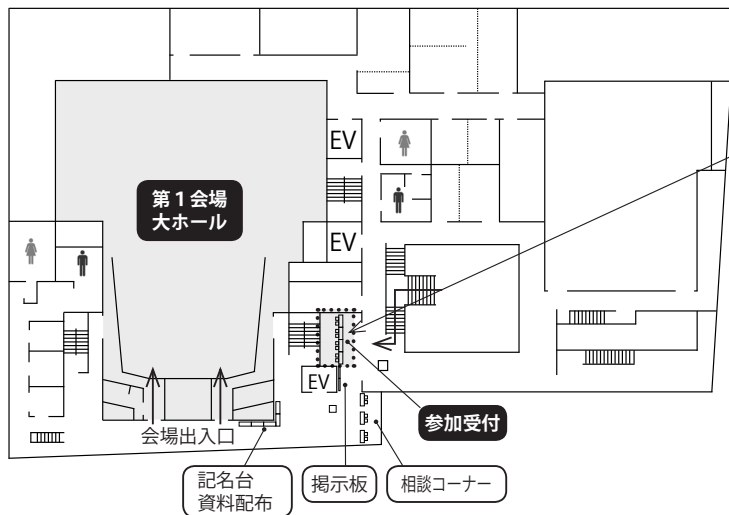 EV
第1会場
大ホール
EV
EV
参加受付
会場出入口
記名台
資料配布
掲示板
相談コーナー